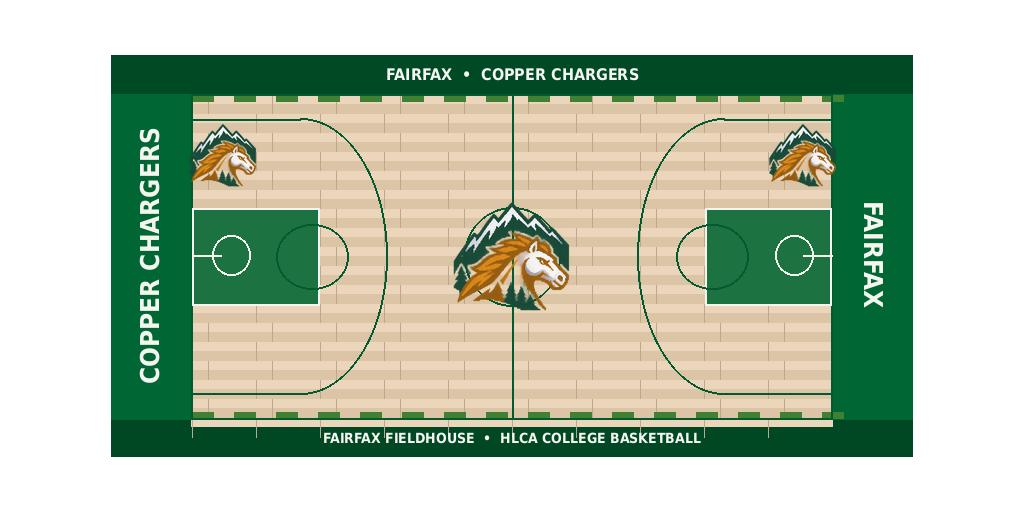 FAIRFAX • COPPER CHARGERS
COPPER CHARGERS
FAIRFAX
FAIRFAX FIELDHOUSE • HLCA COLLEGE BASKETBALL